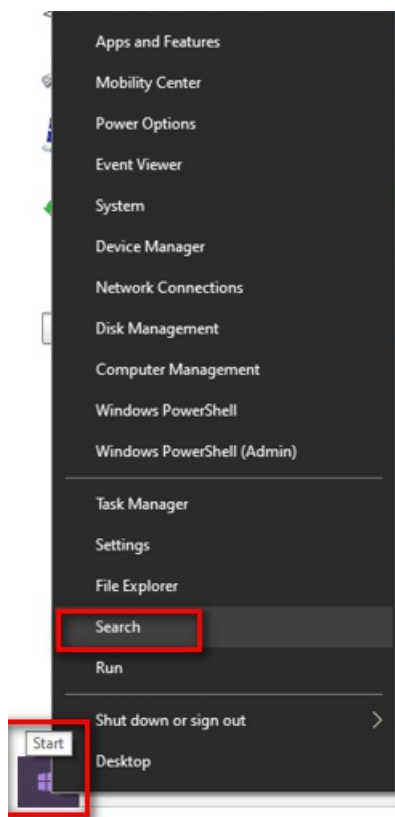 Apps and Features
Mobility Center
Power Options
Event Viewer
System
Device Manager
Network Connections
Disk Management
Computer Management
Windows PowerShell
Windows PowerShell (Admin)
Task Manager
Settings
File Explorer
Search
Run
Shut down or sign out
Start
Desktop